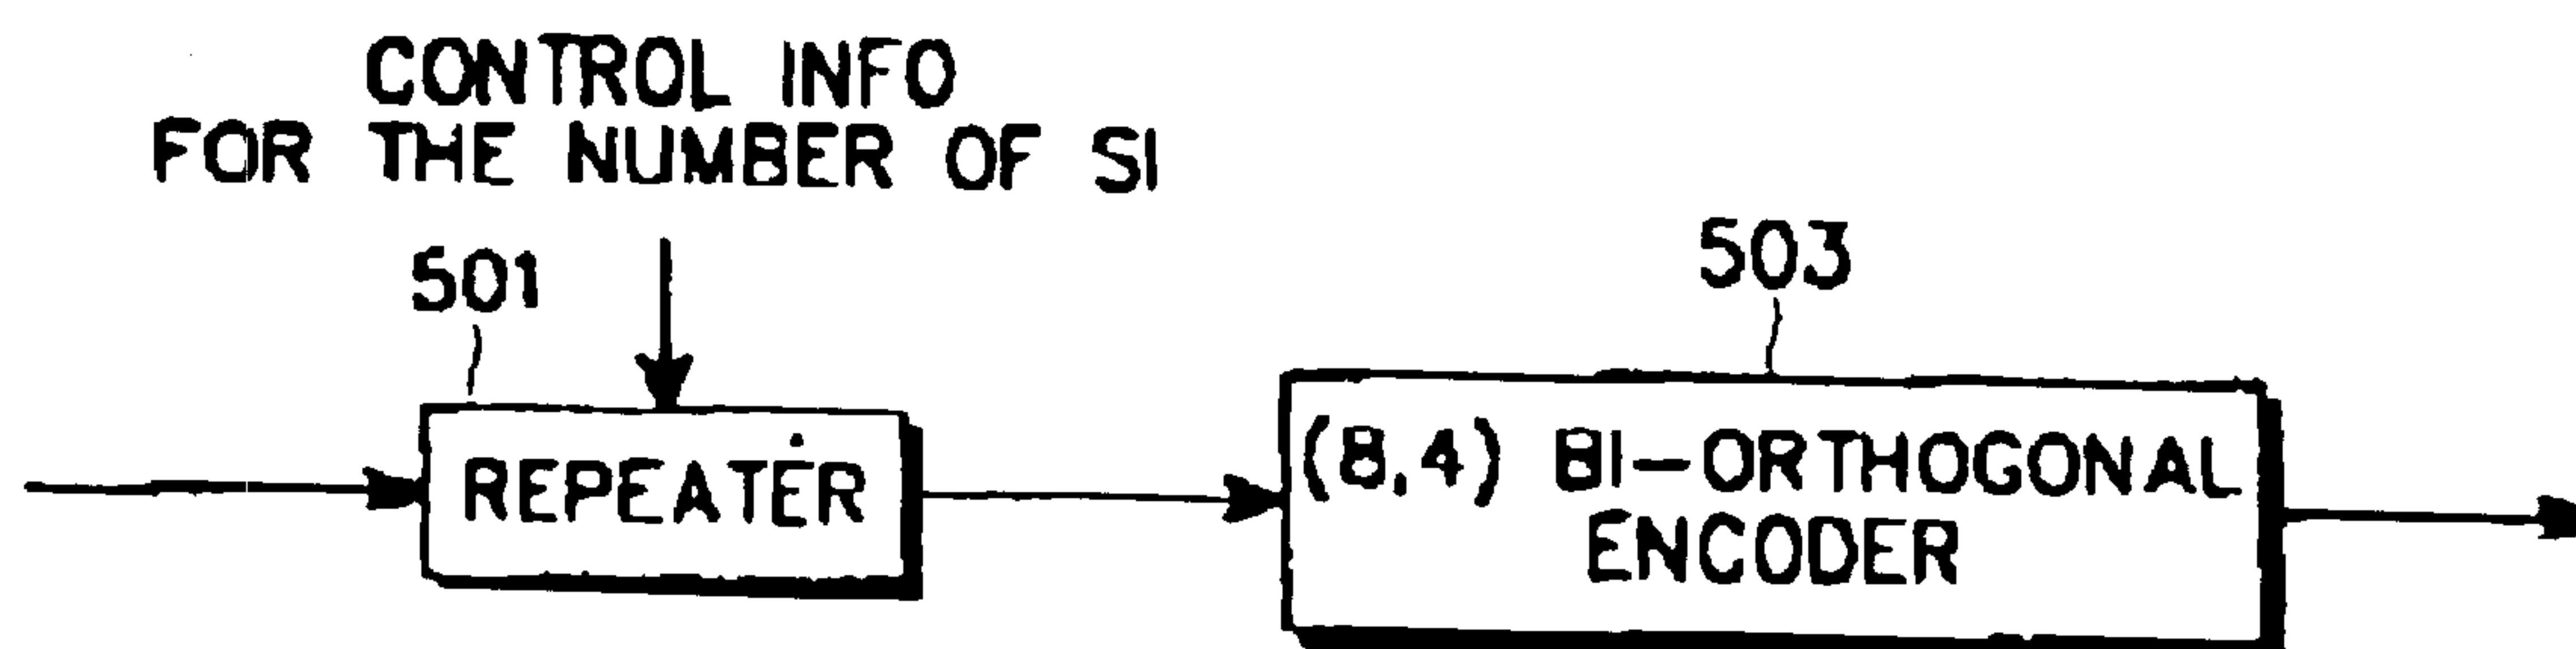 CONTROL INFO
FOR THE NUMBER OF SI
501
503
REPEATER
(8,4) BI-ORTHOGONAL
ENCODER